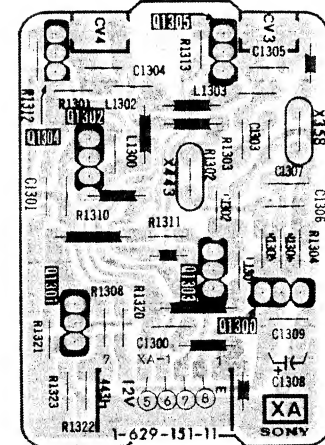 Q1305
CV4
CV3
R1313
C1305
C1304
L1303
R1312
R1301
L1302
Q1302
Q1304
L1300
X443
R1302
R1303
C1303
X158
C1307
C1301
C1302
C1306
R1310
R1311
R1304
Q1303
R1308
R1320
Q1300
R1321
C1300
C1309
7
XA-1
1
C1308
R1323
443L
12V
5
6
7
8
E
XA
R1322
1-629-151-11
SONY